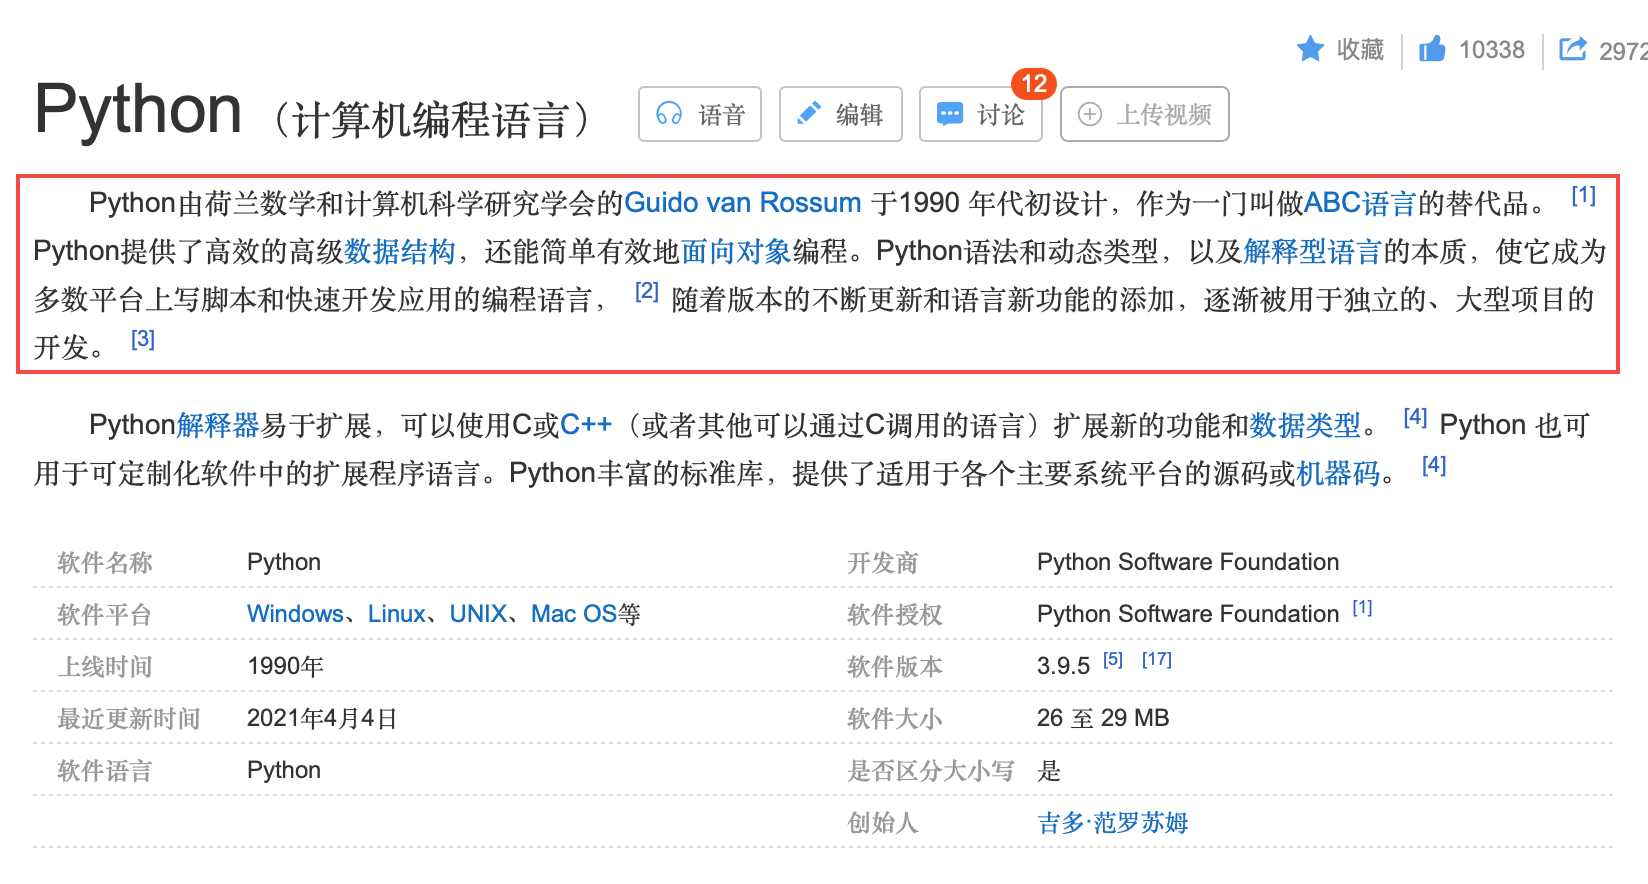 收藏 10338 2972
Python（计算机编程语言） 语音 编辑 讨论 12 上传视频
Python由荷兰数学和计算机科学研究学会的Guido van Rossum 于1990 年代初设计，作为一门叫做ABC语言的替代品。 [1]
Python提供了高效的高级数据结构，还能简单有效地面向对象编程。Python语法和动态类型，以及解释型语言的本质，使它成为
多数平台上写脚本和快速开发应用的编程语言， [2] 随着版本的不断更新和语言新功能的添加，逐渐被用于独立的、大型项目的
开发。 [3]
Python解释器易于扩展，可以使用C或C++（或者其他可以通过C调用的语言）扩展新的功能和数据类型。 [4] Python 也可
用于可定制化软件中的扩展程序语言。Python丰富的标准库，提供了适用于各个主要系统平台的源码或机器码。 [4]
软件名称 Python 开发商 Python Software Foundation
软件平台 Windows、Linux、UNIX、Mac OS等 软件授权 Python Software Foundation [1]
上线时间 1990年 软件版本 3.9.5 [5] [17]
最近更新时间 2021年4月4日 软件大小 26 至 29 MB
软件语言 Python 是否区分大小写 是
创始人 吉多·范罗苏姆